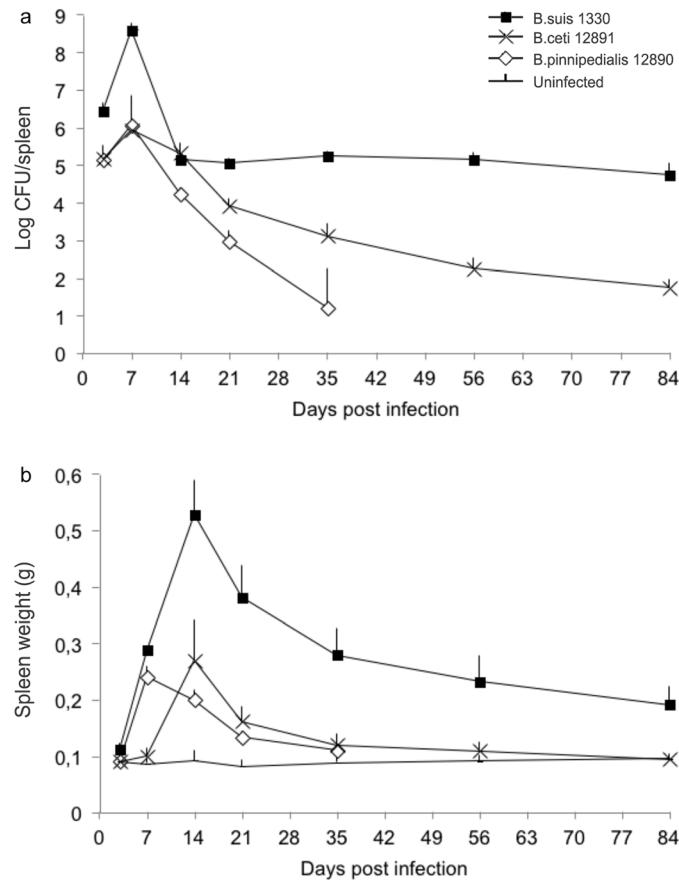 a
B.suis 1330
B.ceti 12891
B.pinnipedialis 12890
Uninfected
Log CFU/spleen
9
8
7
6
5
4
3
2
1
0
0 7 14 21 35 42 49 56 63 70 77 84
Days post infection
b
Spleen weight (g)
0,6
0,5
0,4
0,3
0,2
0,1
0
0 7 14 21 28 35 42 49 56 63 70 77 84
Days post infection